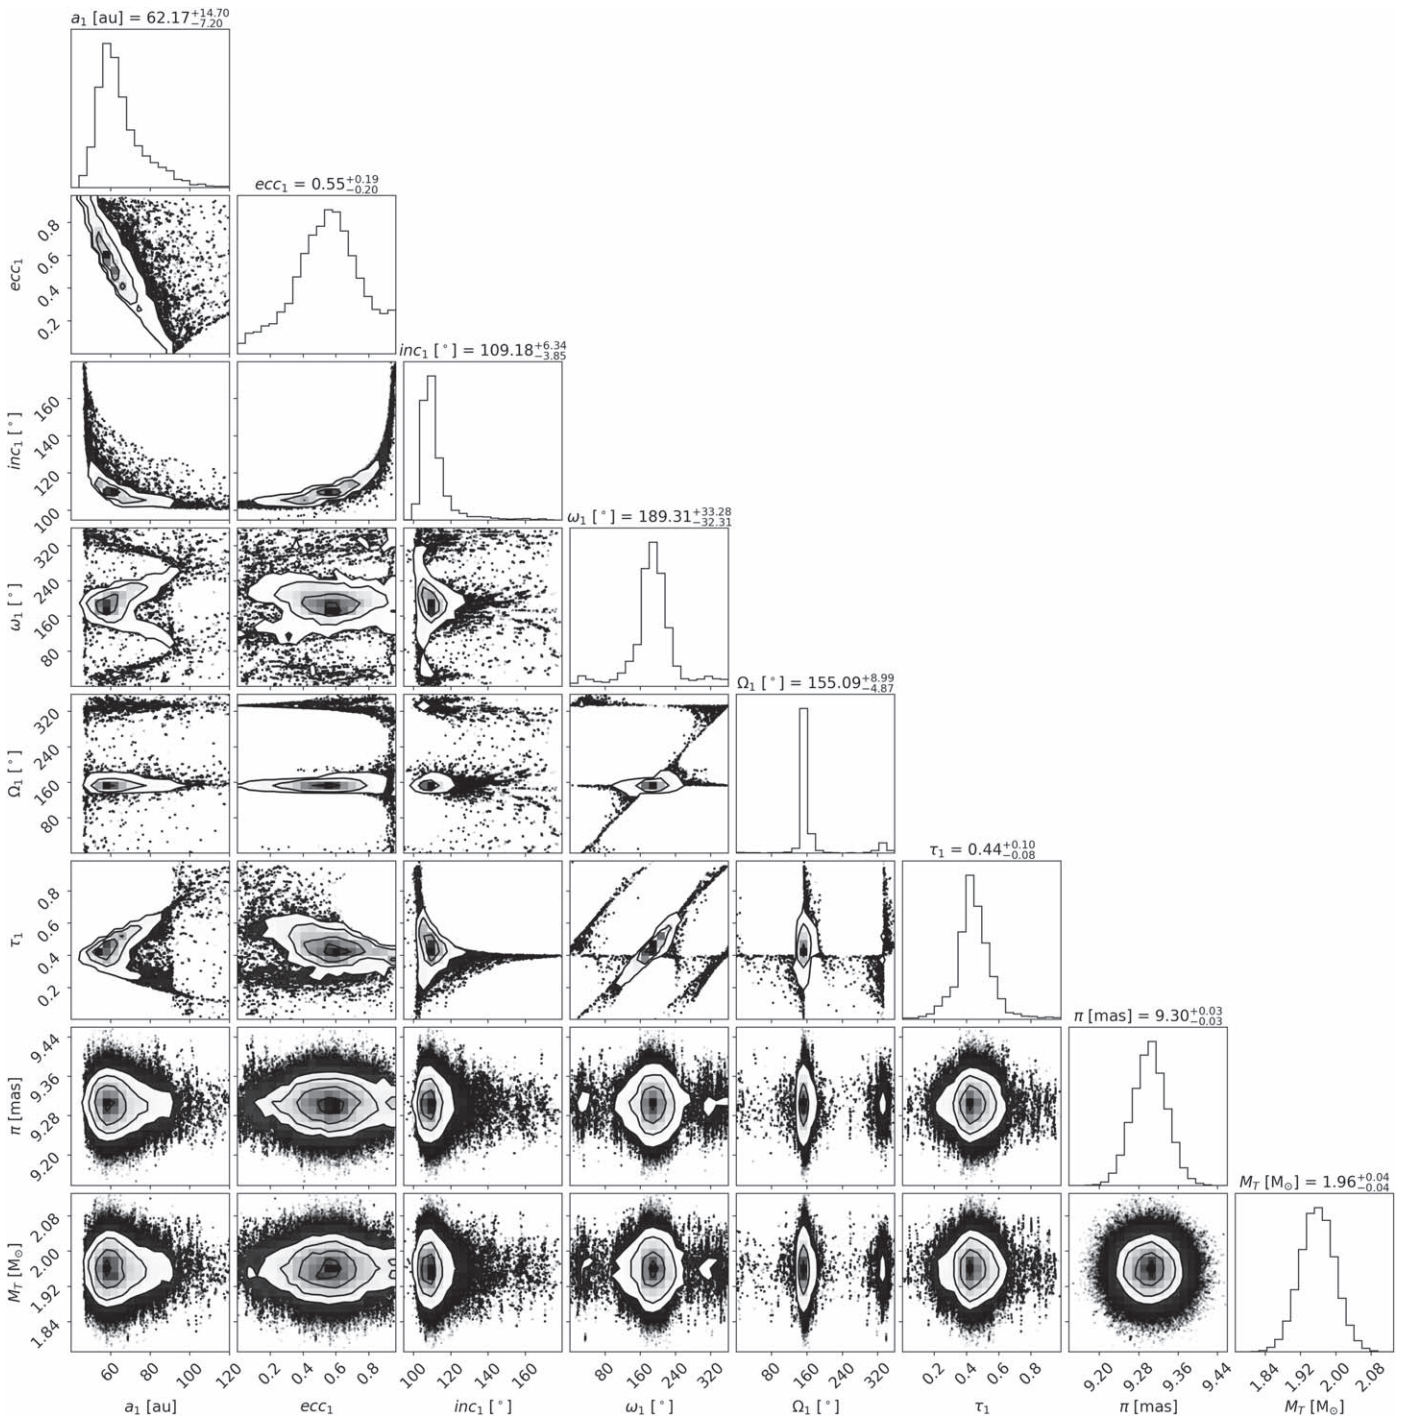 a₁ [au] = 62.17 +14.70 −7.20
ecc₁ = 0.55 +0.19 −0.20
0.8
0.6
0.4
0.2
ecc₁
inc₁ [°] = 109.18 +6.34 −3.85
160
140
120
100
inc₁ [°]
ω₁ [°] = 189.31 +33.28 −32.31
320
240
160
80
ω₁ [°]
Ω₁ [°] = 155.09 +8.99 −4.87
320
240
160
80
Ω₁ [°]
τ₁ = 0.44 +0.10 −0.08
0.8
0.6
0.4
0.2
τ₁
π [mas] = 9.30 +0.03 −0.03
9.44
9.36
9.28
9.20
π [mas]
M_T [M⊙] = 1.96 +0.04 −0.04
2.08
2.00
1.92
1.84
M_T [M⊙]
60 80 100 120 0.2 0.4 0.6 0.8 100 120 140 160 80 160 240 320 80 160 240 320 0.2 0.4 0.6 0.8 9.20 9.28 9.36 9.44 1.84 1.92 2.00 2.08
a₁ [au] ecc₁ inc₁ [°] ω₁ [°] Ω₁ [°] τ₁ π [mas] M_T [M⊙]